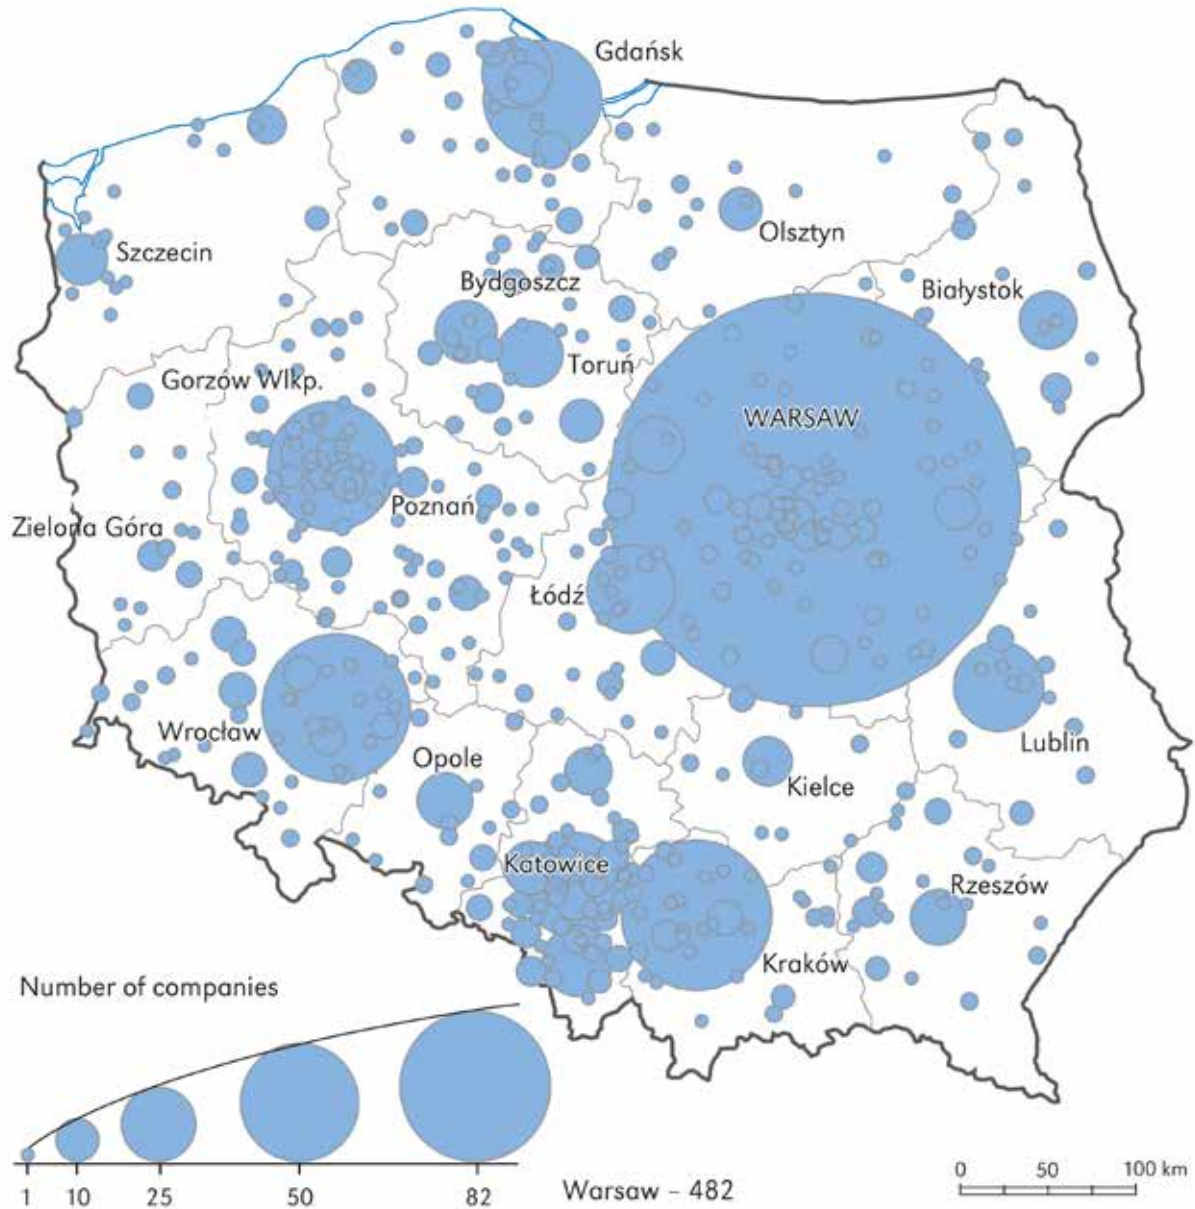 Gdańsk
Olsztyn
Szczecin
Bydgoszcz
Białystok
Toruń
Gorzów Wlkp.
WARSAW
Poznań
Zielona Góra
Łódź
Wrocław
Opole
Lublin
Kielce
Katowice
Rzeszów
Kraków
Number of companies
1 10 25 50 82
Warsaw – 482
0 50 100 km